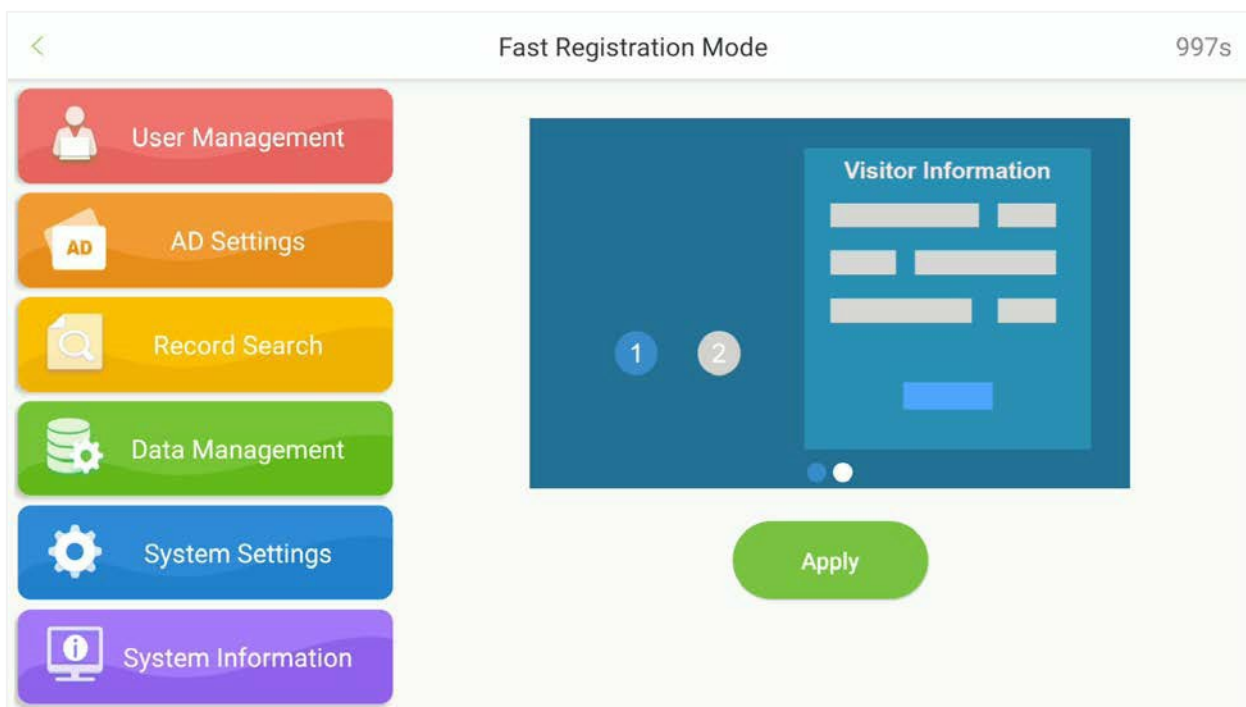 Fast Registration Mode
997s
User Management
AD
AD Settings
Record Search
Data Management
System Settings
System Information
Visitor Information
1
2
Apply